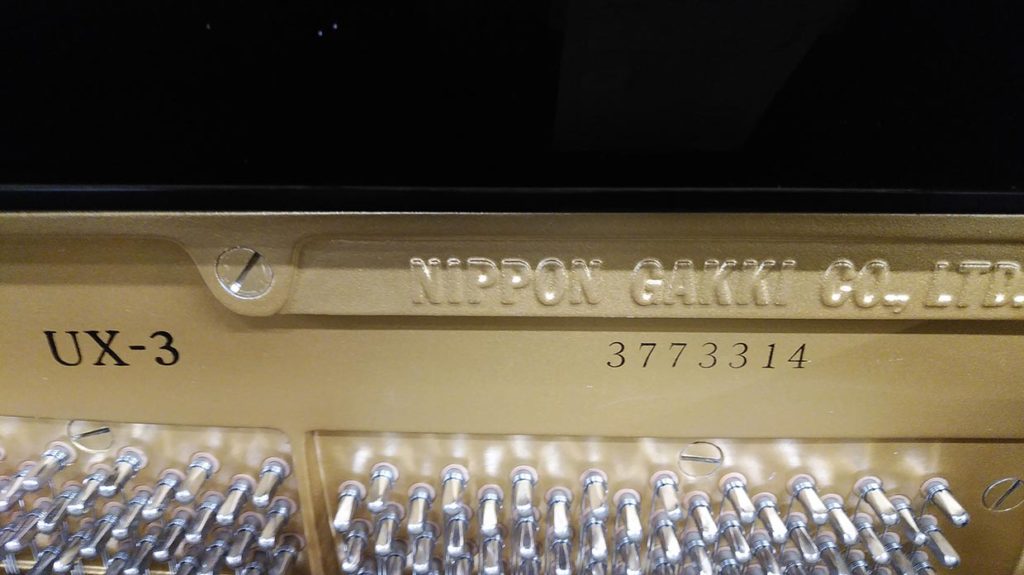 NIPPON GAKKI CO., LTD.
UX-3
3773314